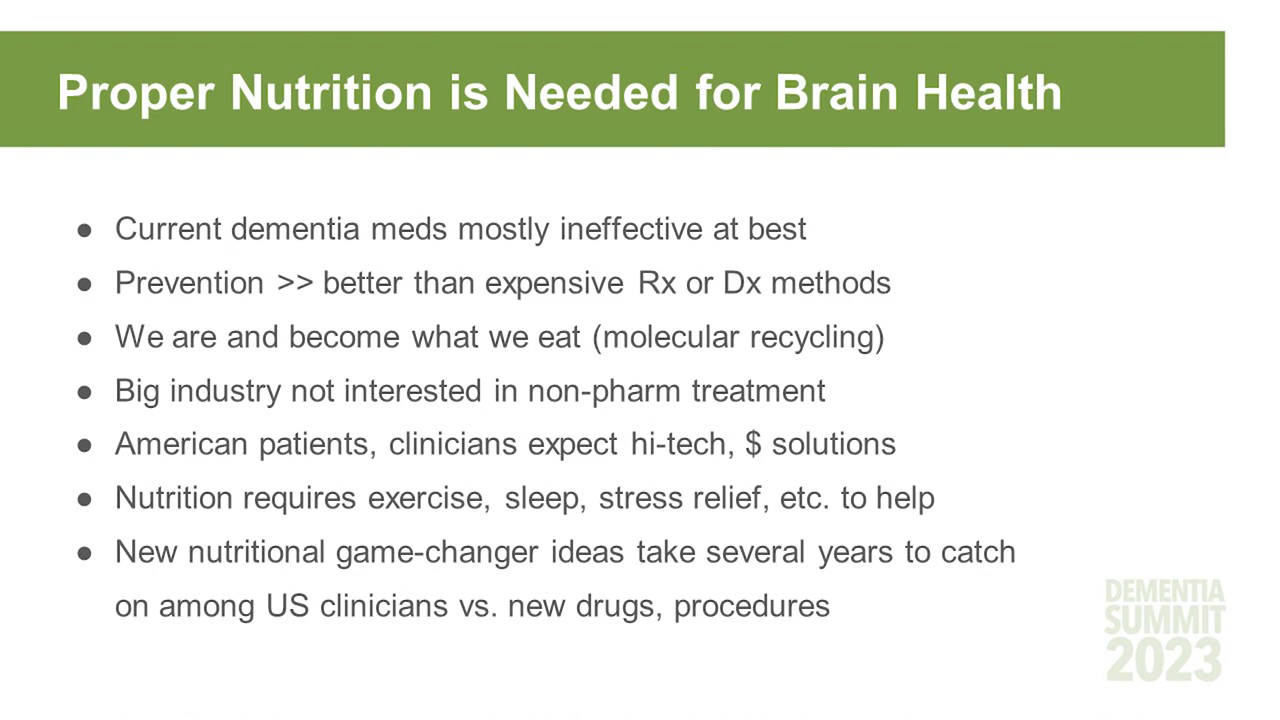 Proper Nutrition is Needed for Brain Health
● Current dementia meds mostly ineffective at best
● Prevention >> better than expensive Rx or Dx methods
● We are and become what we eat (molecular recycling)
● Big industry not interested in non-pharm treatment
● American patients, clinicians expect hi-tech, $ solutions
● Nutrition requires exercise, sleep, stress relief, etc. to help
● New nutritional game-changer ideas take several years to catch
on among US clinicians vs. new drugs, procedures
DEMENTIA
SUMMIT
2023